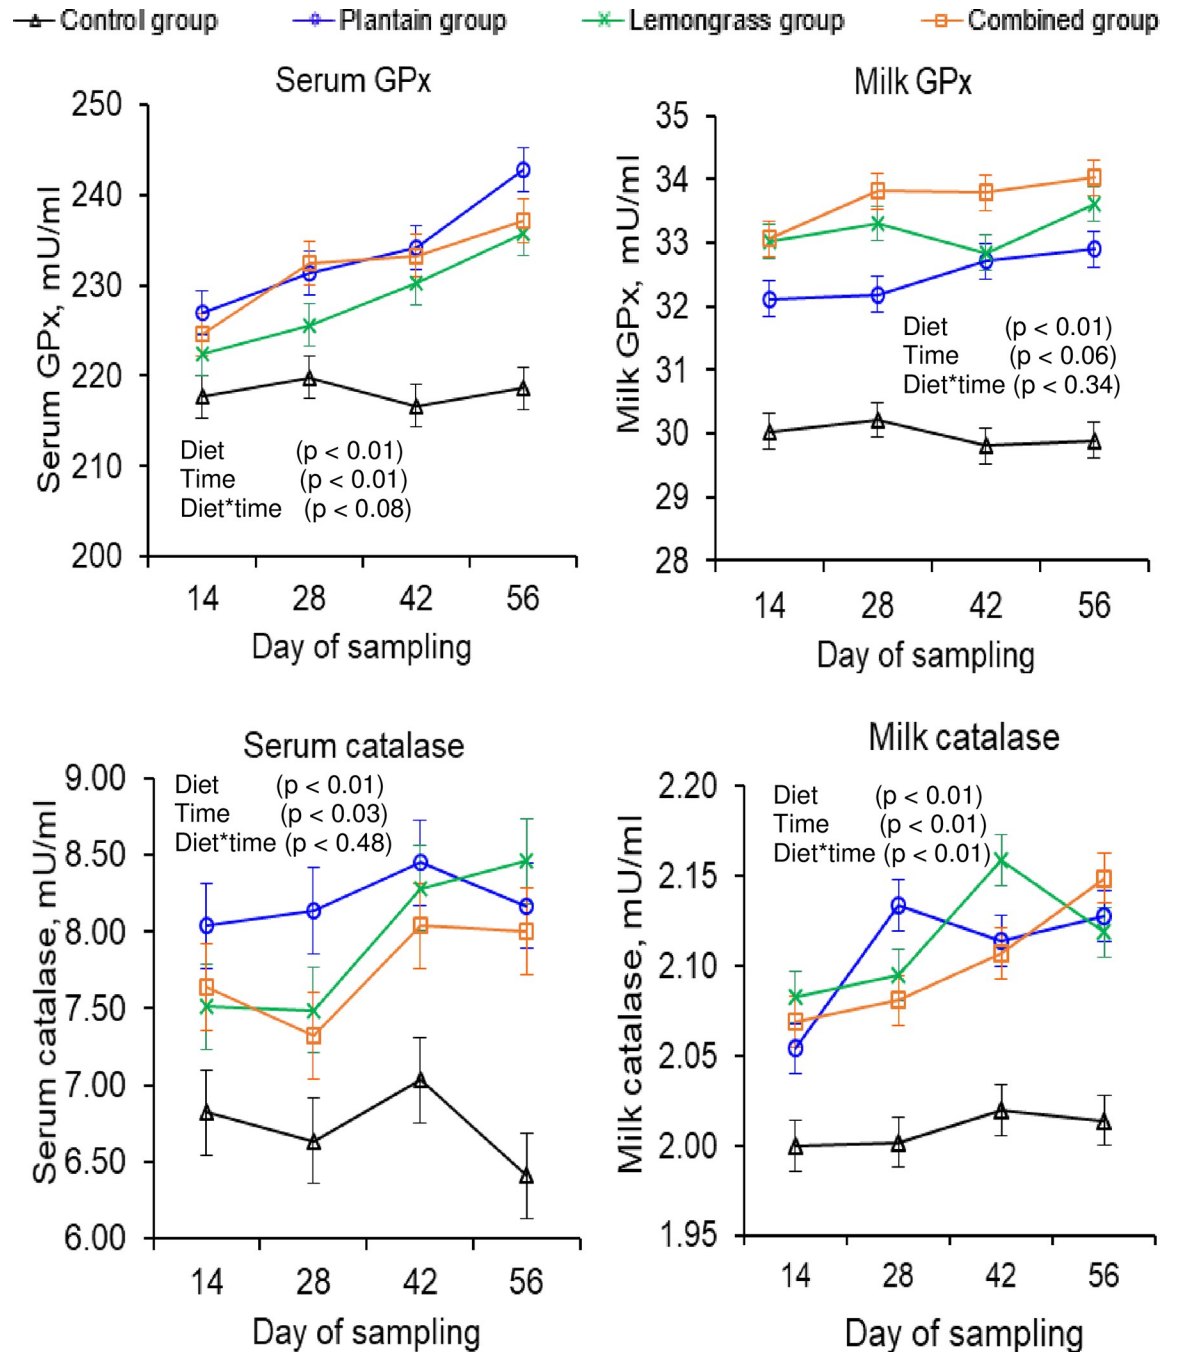 Control group Plantain group Lemongrass group Combined group
Serum GPx
250
240
230
220
210
200
Serum GPx, mU/ml
Diet (p < 0.01)
Time (p < 0.01)
Diet*time (p < 0.08)
14 28 42 56
Day of sampling
Milk GPx
35
34
33
32
31
30
29
28
Milk GPx, mU/ml
Diet (p < 0.01)
Time (p < 0.06)
Diet*time (p < 0.34)
14 28 42 56
Day of sampling
Serum catalase
9.00
8.50
8.00
7.50
7.00
6.50
6.00
Serum catalase, mU/ml
Diet (p < 0.01)
Time (p < 0.03)
Diet*time (p < 0.48)
14 28 42 56
Day of sampling
Milk catalase
2.20
2.15
2.10
2.05
2.00
1.95
Milk catalase, mU/ml
Diet (p < 0.01)
Time (p < 0.01)
Diet*time (p < 0.01)
14 28 42 56
Day of sampling